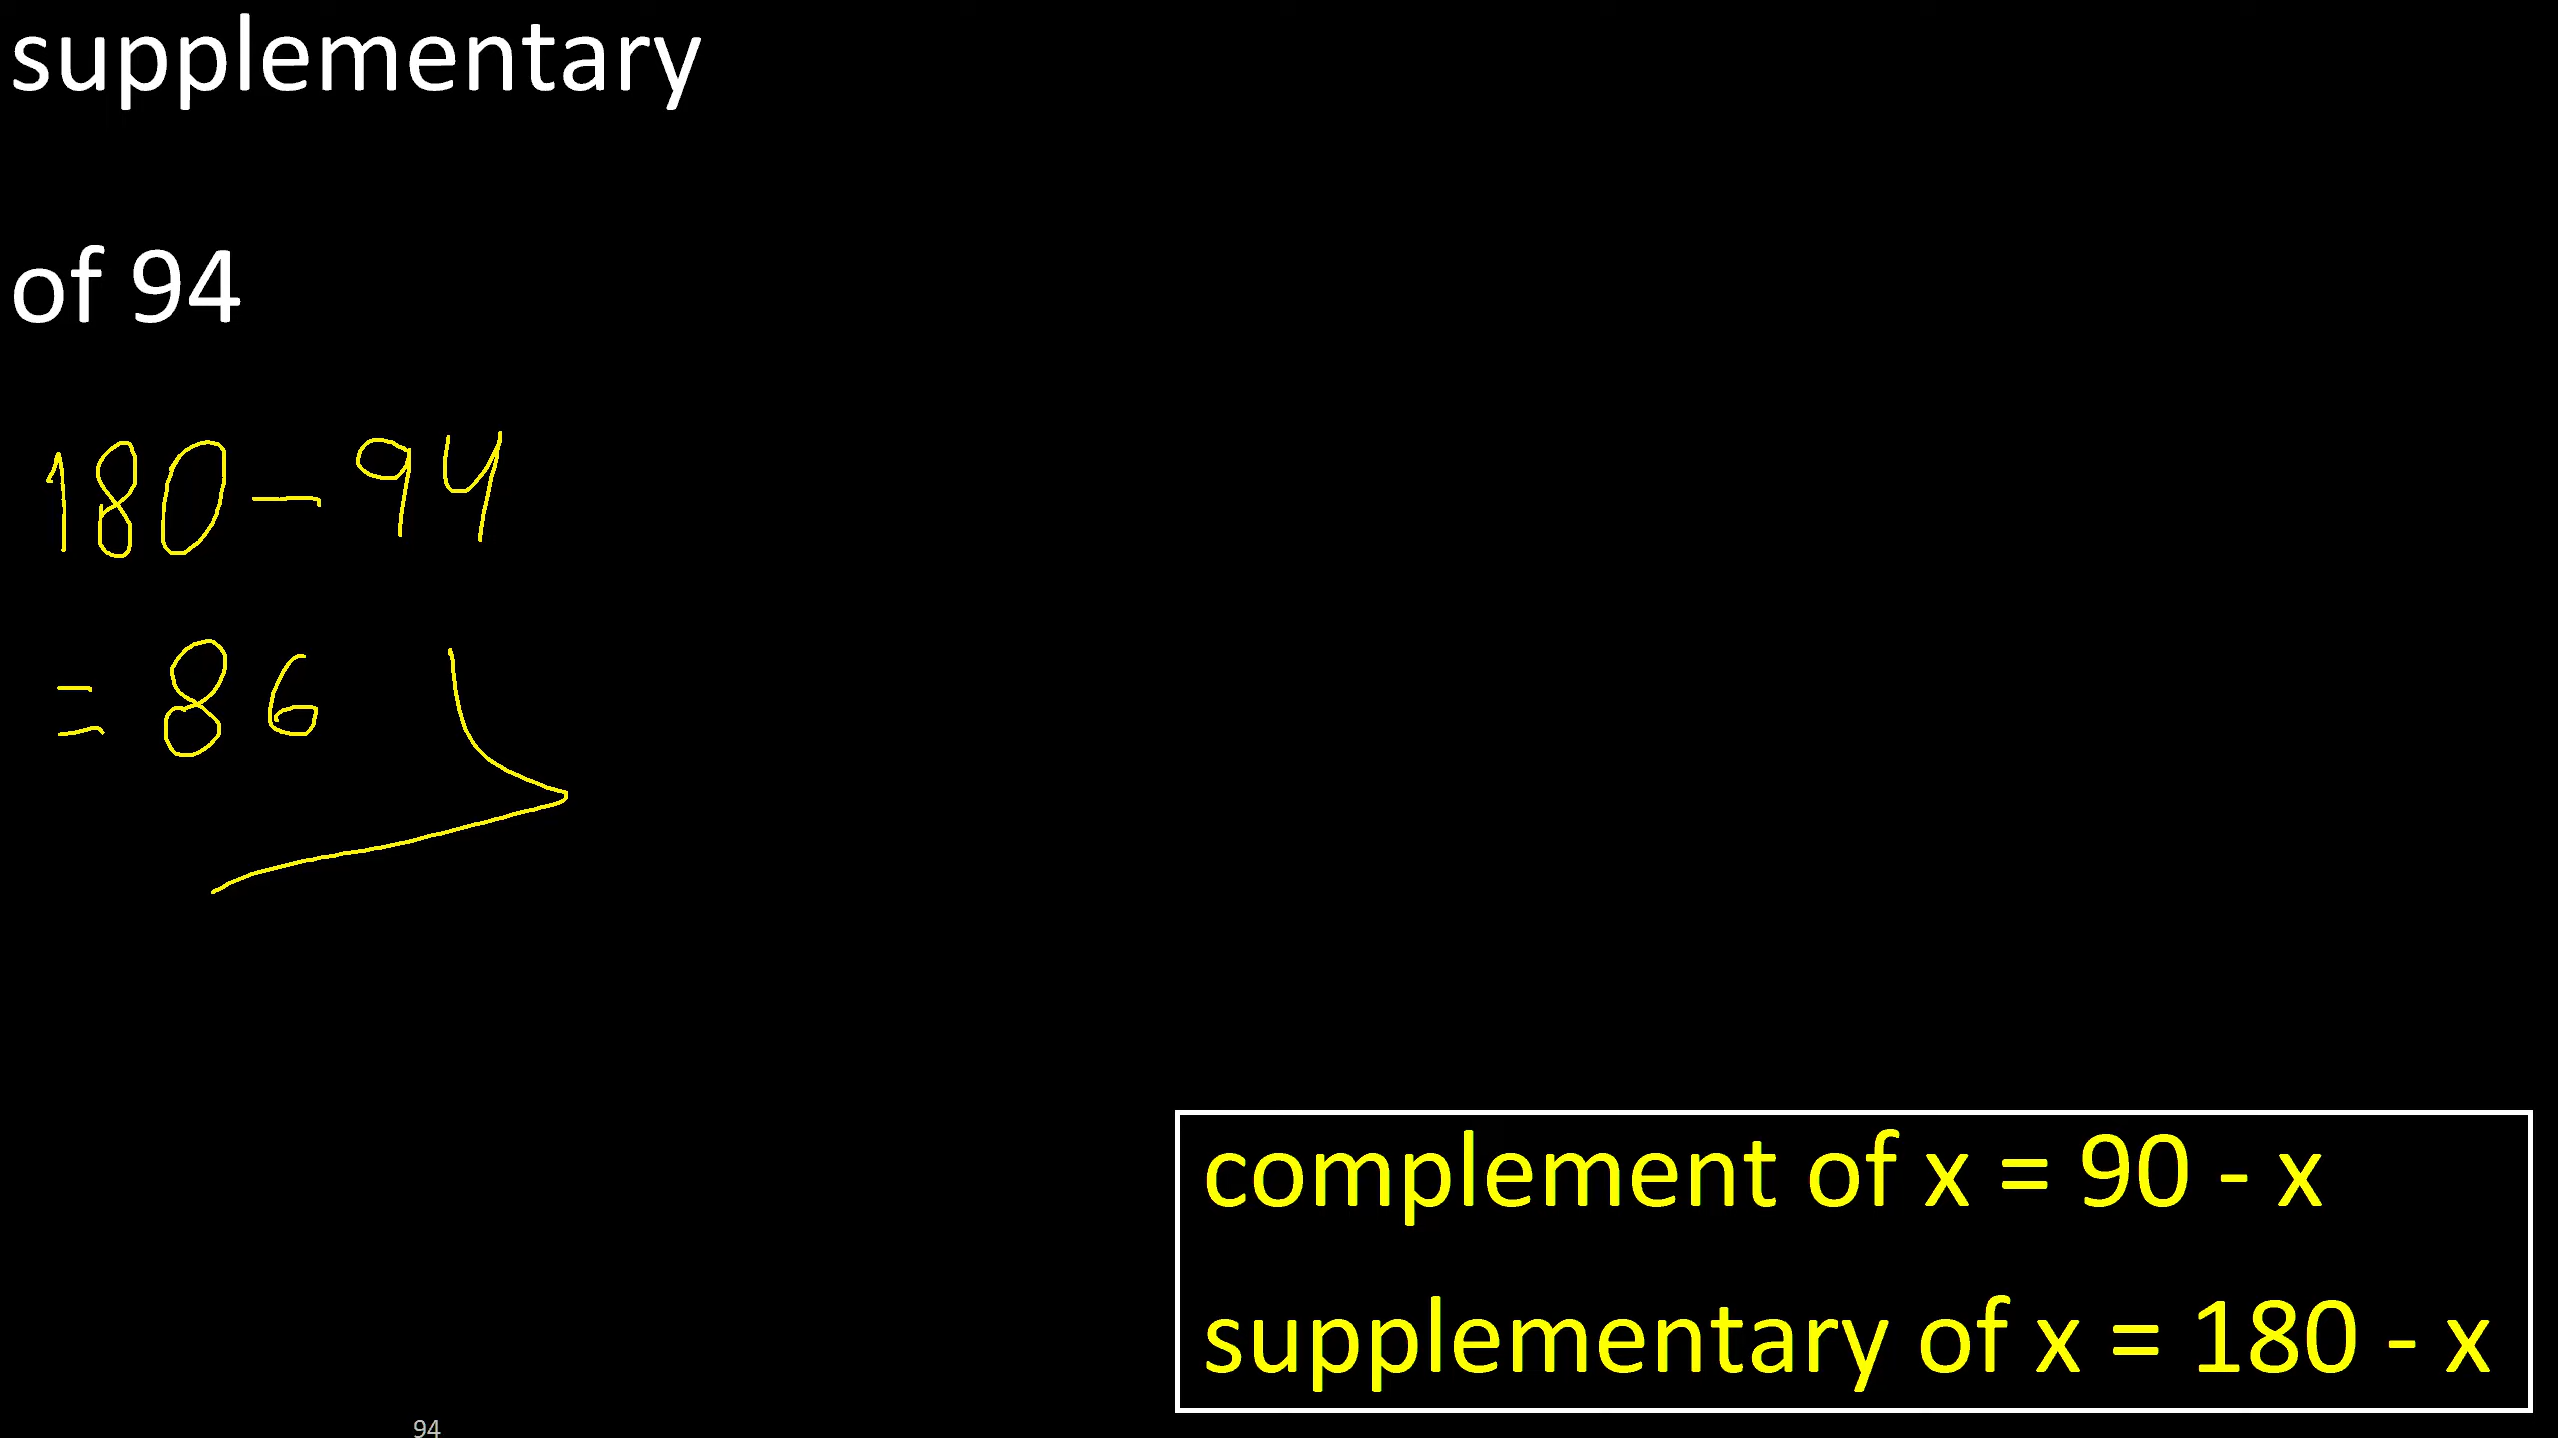 supplementary
of 94
180 - 94
= 86
complement of x = 90 - x
supplementary of x = 180 - x
94